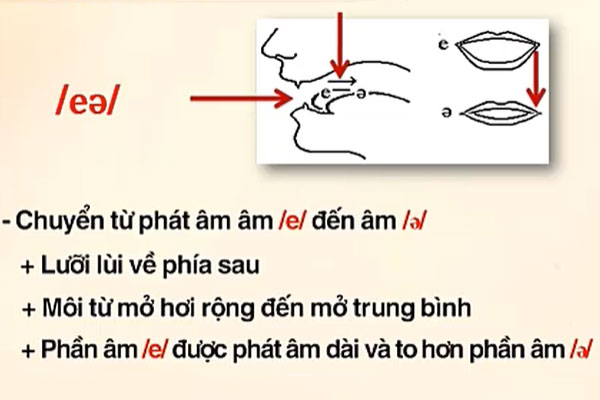 /eə/
e
e ə
ə
- Chuyển từ phát âm âm /e/ đến âm /ə/
+ Lưỡi lùi về phía sau
+ Môi từ mở hơi rộng đến mở trung bình
+ Phần âm /e/ được phát âm dài và to hơn phần âm /ə/